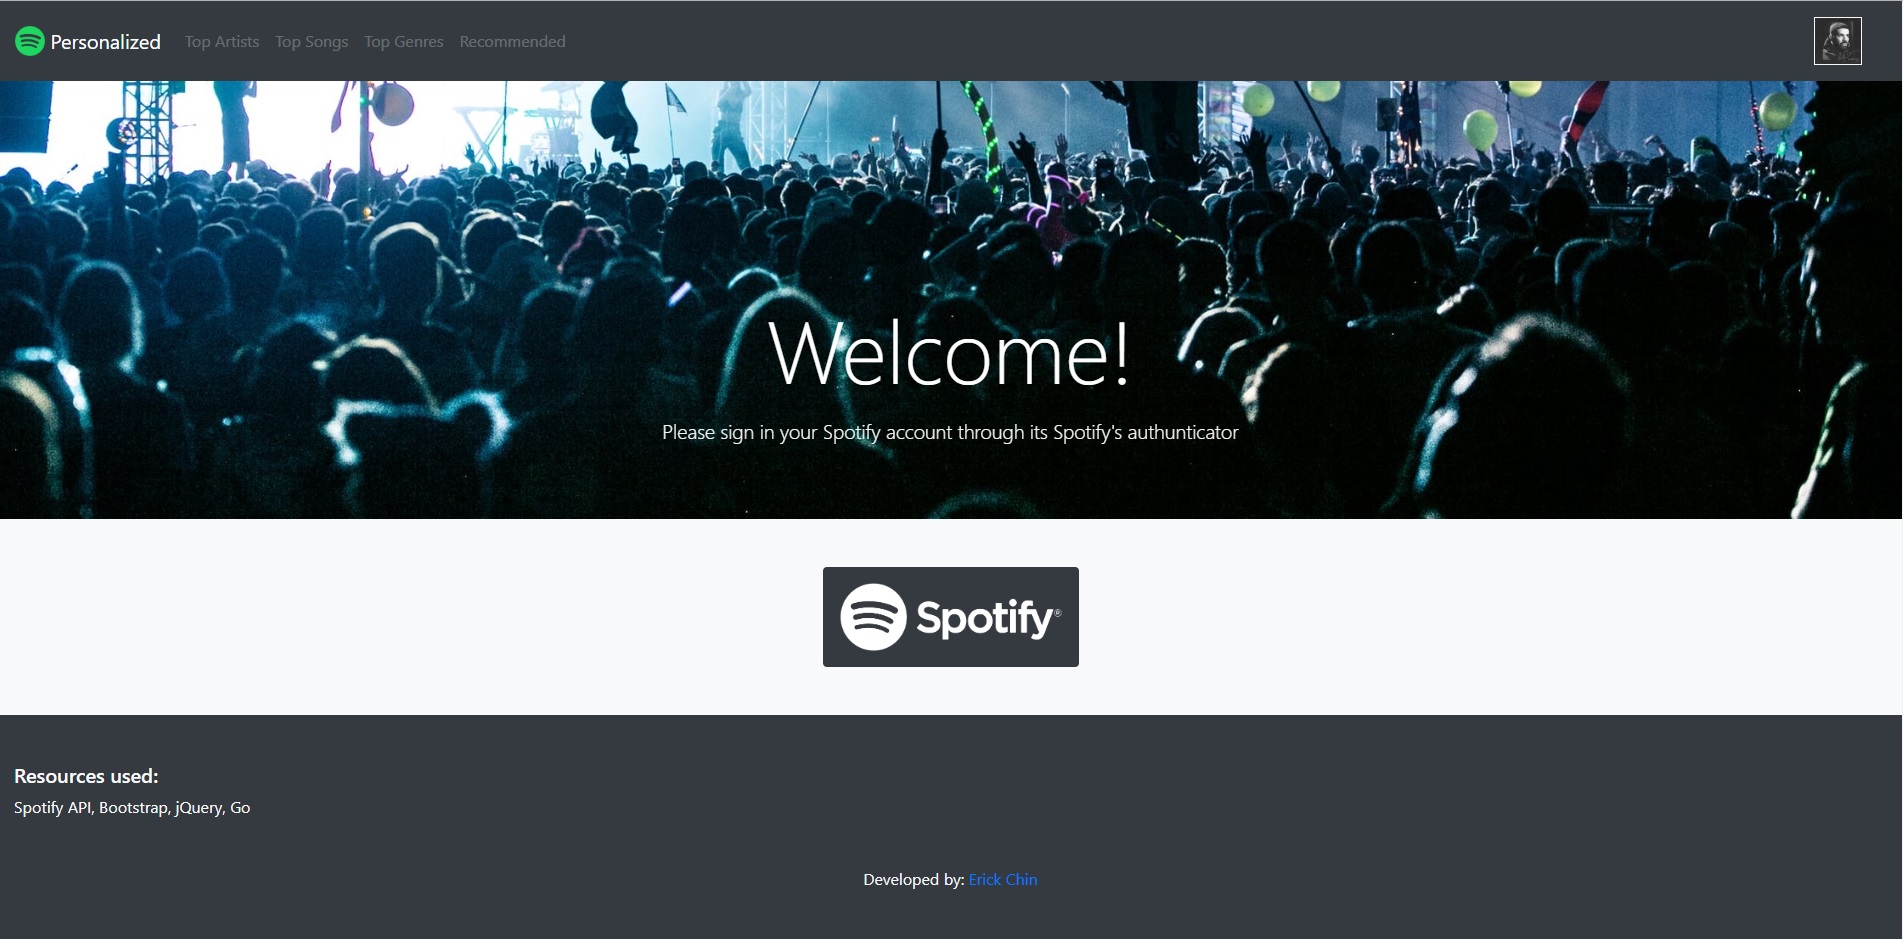 Personalized Top Artists Top Songs Top Genres Recommended
Welcome!
Please sign in your Spotify account through its Spotify's authunticator
Spotify®
Resources used:
Spotify API, Bootstrap, jQuery, Go
Developed by: Erick Chin